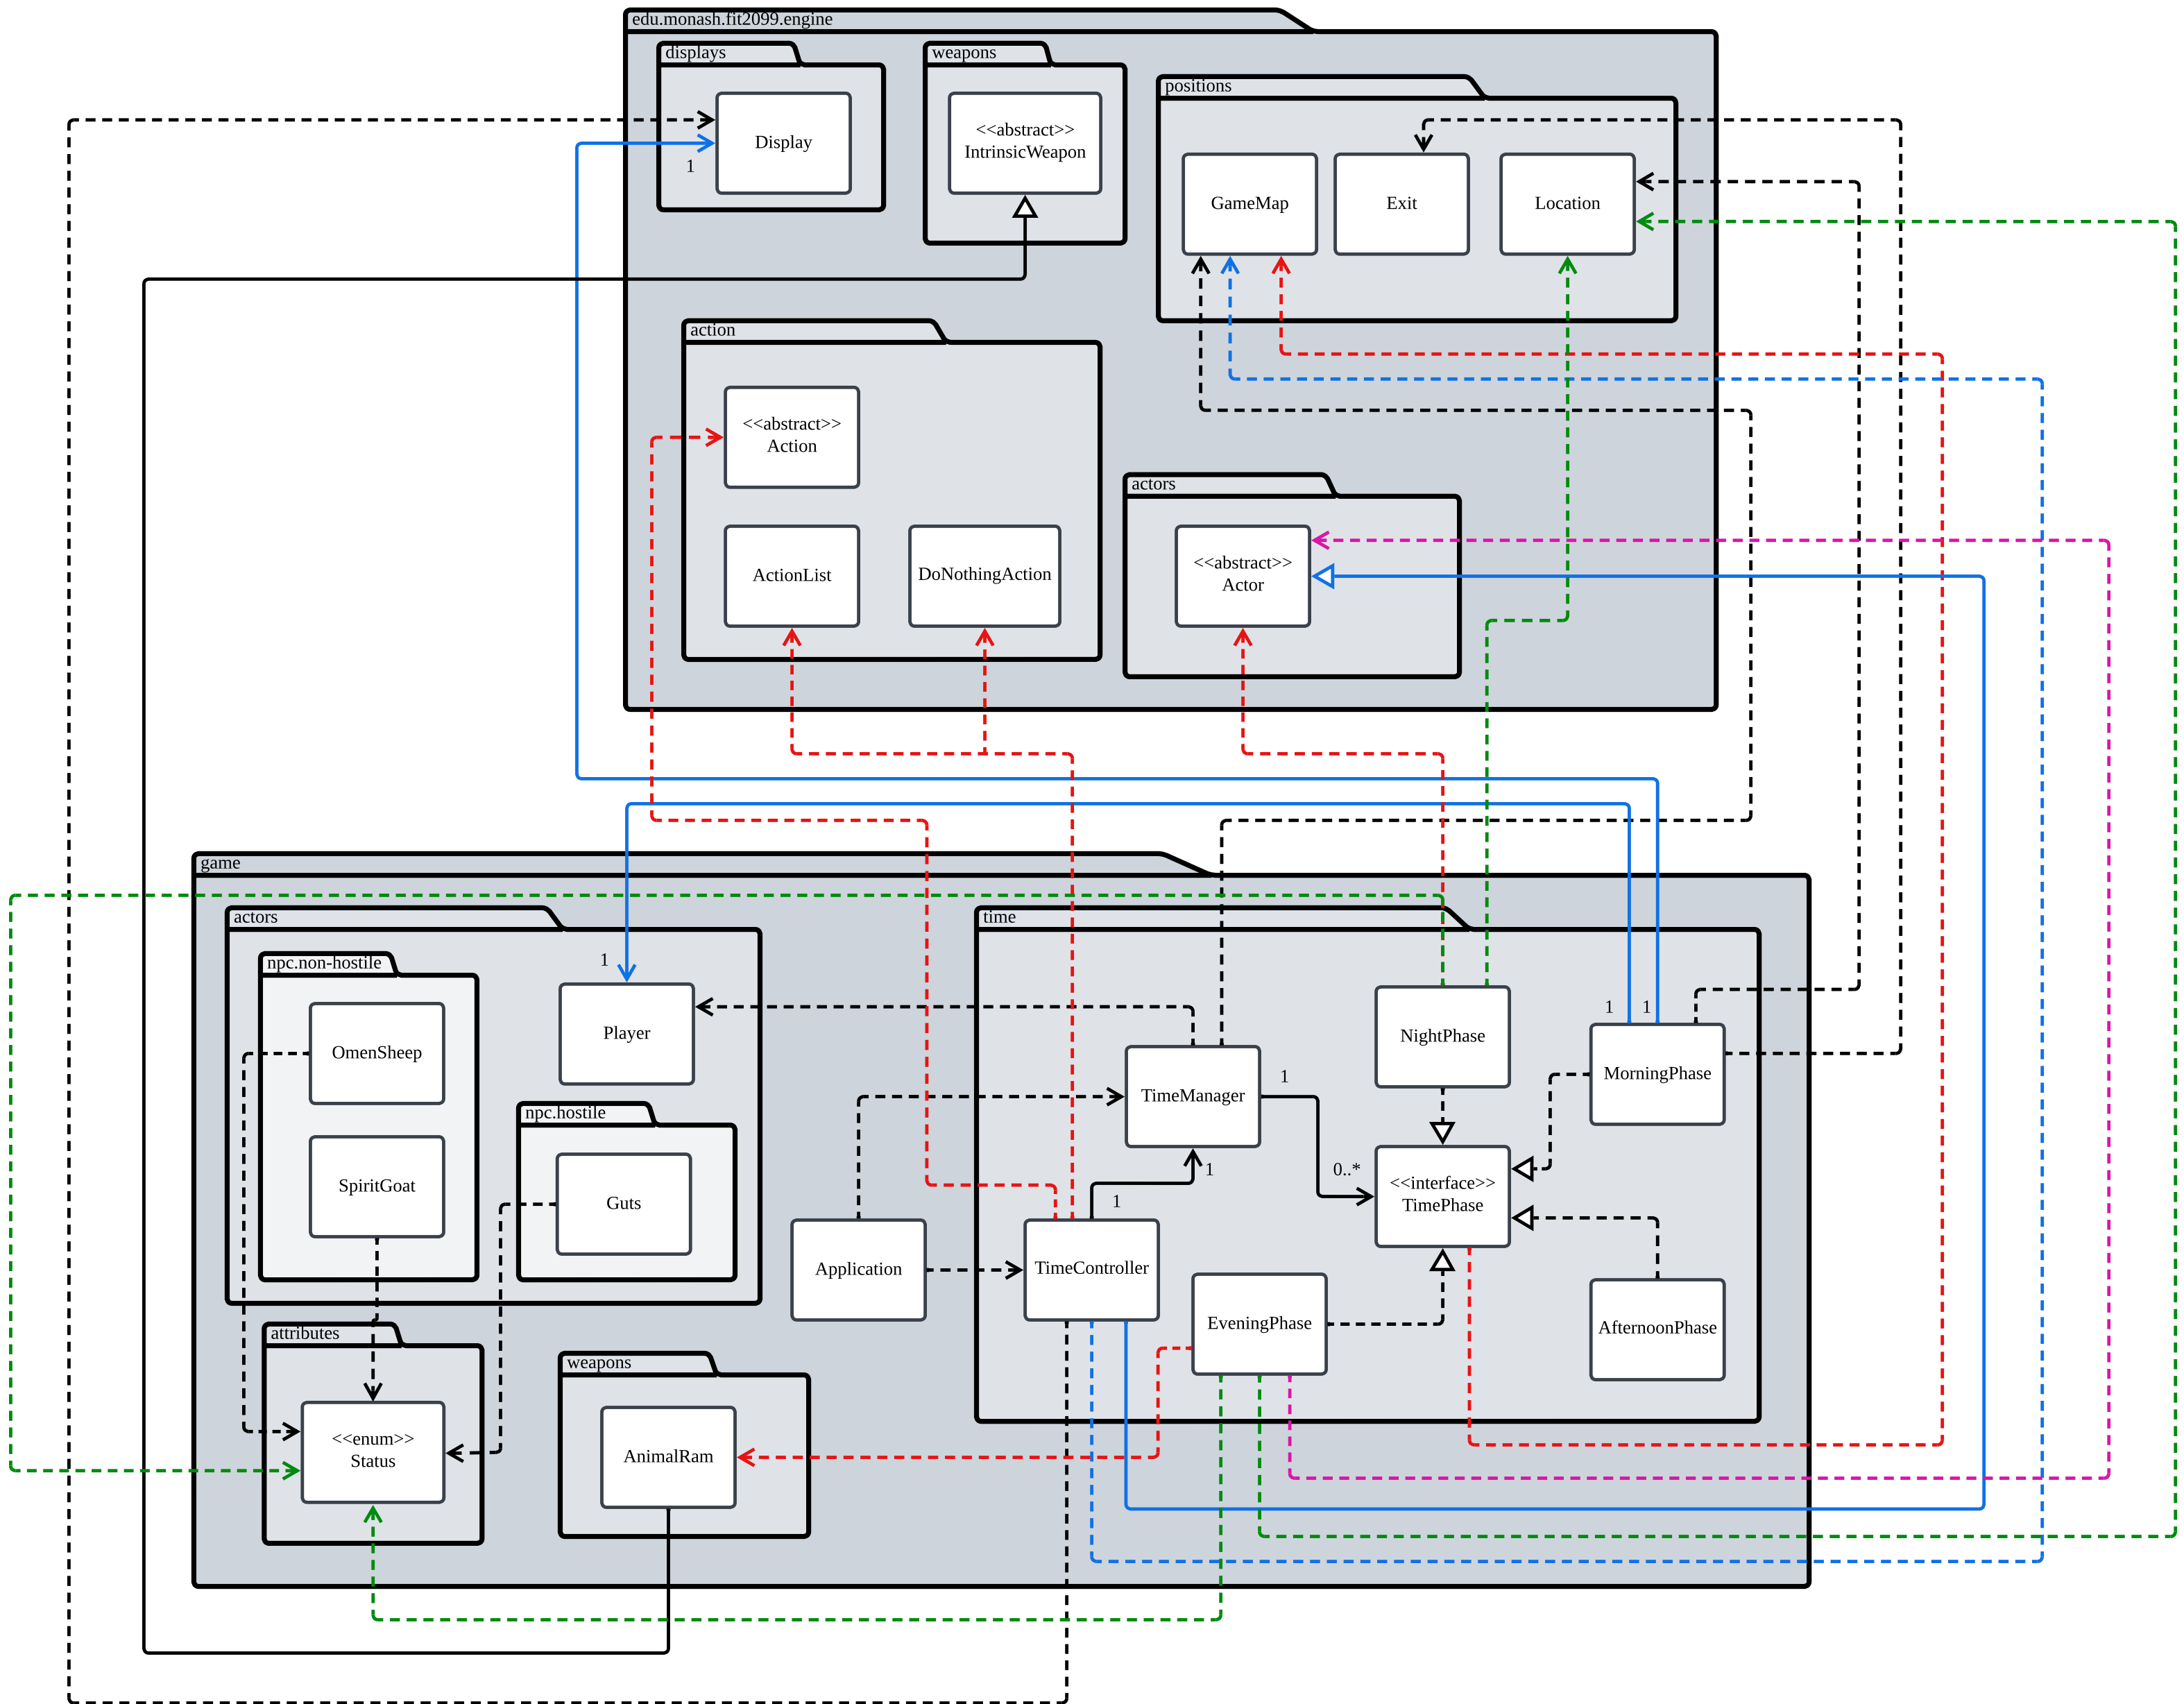 edu.monash.fit2099.engine
displays
weapons
positions
Display
1
<<abstract>>
IntrinsicWeapon
GameMap
Exit
Location
action
<<abstract>>
Action
actors
ActionList
DoNothingAction
<<abstract>>
Actor
game
actors
time
npc.non-hostile
1
OmenSheep
Player
NightPhase
1
1
MorningPhase
TimeManager
1
npc.hostile
SpiritGoat
Guts
1
0..*
<<interface>>
TimePhase
1
Application
TimeController
EveningPhase
AfternoonPhase
attributes
weapons
<<enum>>
Status
AnimalRam